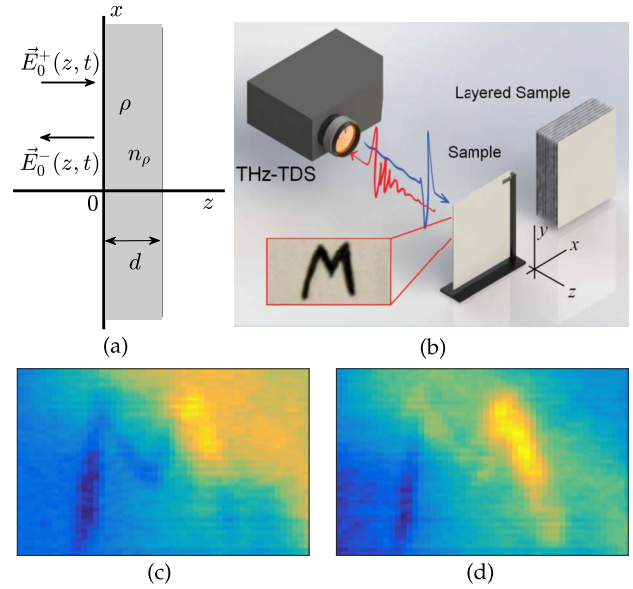 x
E⃗₀⁺(z, t)
ρ
E⃗₀⁻(z, t)
nρ
0
z
d
(a)
Layered Sample
Sample
THz-TDS
M
y
x
z
(b)
(c)
(d)